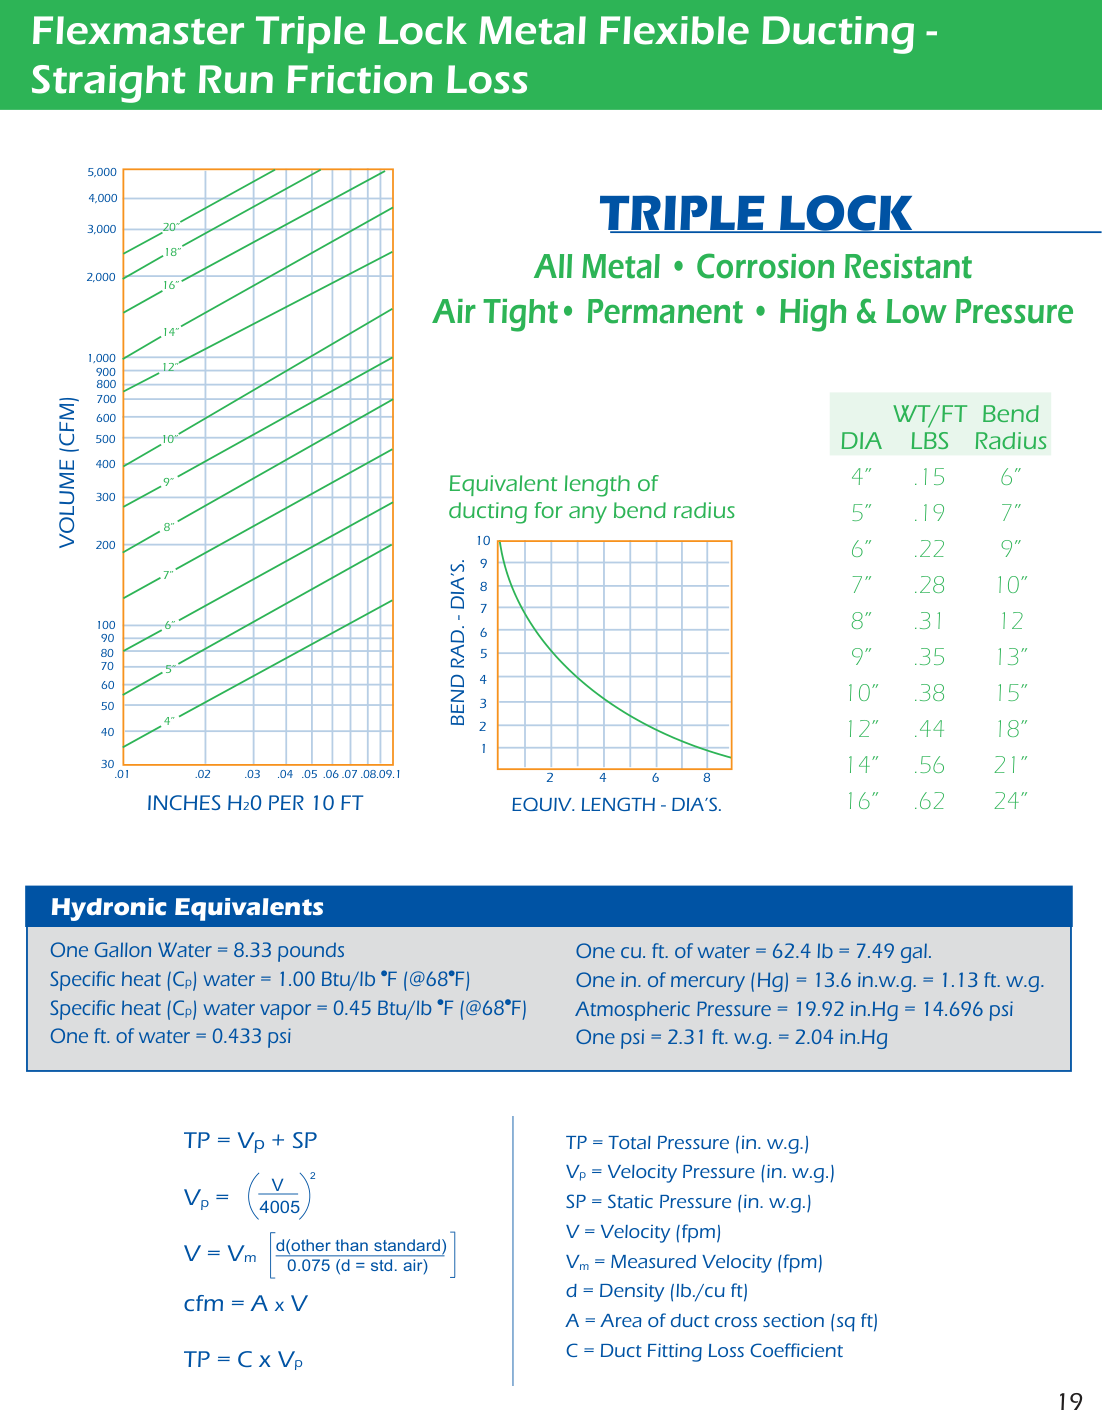 Flexmaster Triple Lock Metal Flexible Ducting -
Straight Run Friction Loss
TRIPLE LOCK
All Metal • Corrosion Resistant
Air Tight • Permanent • High & Low Pressure
VOLUME (CFM)
5,000
4,000
3,000
2,000
1,000
900
800
700
600
500
400
300
200
100
90
80
70
60
50
40
30
20"
18"
16"
14"
12"
10"
9"
8"
7"
6"
5"
4"
.01 .02 .03 .04 .05 .06 .07 .08 .09 .1
INCHES H₂0 PER 10 FT
Equivalent length of
ducting for any bend radius
BEND RAD. - DIA'S.
10
9
8
7
6
5
4
3
2
1
2 4 6 8
EQUIV. LENGTH - DIA'S.
WT/FT Bend
DIA LBS Radius
4" .15 6"
5" .19 7"
6" .22 9"
7" .28 10"
8" .31 12
9" .35 13"
10" .38 15"
12" .44 18"
14" .56 21"
16" .62 24"
Hydronic Equivalents
One Gallon Water = 8.33 pounds
Specific heat (Cp) water = 1.00 Btu/lb •F (@68•F)
Specific heat (Cp) water vapor = 0.45 Btu/lb •F (@68•F)
One ft. of water = 0.433 psi
One cu. ft. of water = 62.4 lb = 7.49 gal.
One in. of mercury (Hg) = 13.6 in.w.g. = 1.13 ft. w.g.
Atmospheric Pressure = 19.92 in.Hg = 14.696 psi
One psi = 2.31 ft. w.g. = 2.04 in.Hg
TP = Vp + SP
Vp = (V / 4005)²
V = Vm [d(other than standard) / 0.075 (d = std. air)]
cfm = A x V
TP = C x Vp
TP = Total Pressure (in. w.g.)
Vp = Velocity Pressure (in. w.g.)
SP = Static Pressure (in. w.g.)
V = Velocity (fpm)
Vm = Measured Velocity (fpm)
d = Density (lb./cu ft)
A = Area of duct cross section (sq ft)
C = Duct Fitting Loss Coefficient
19